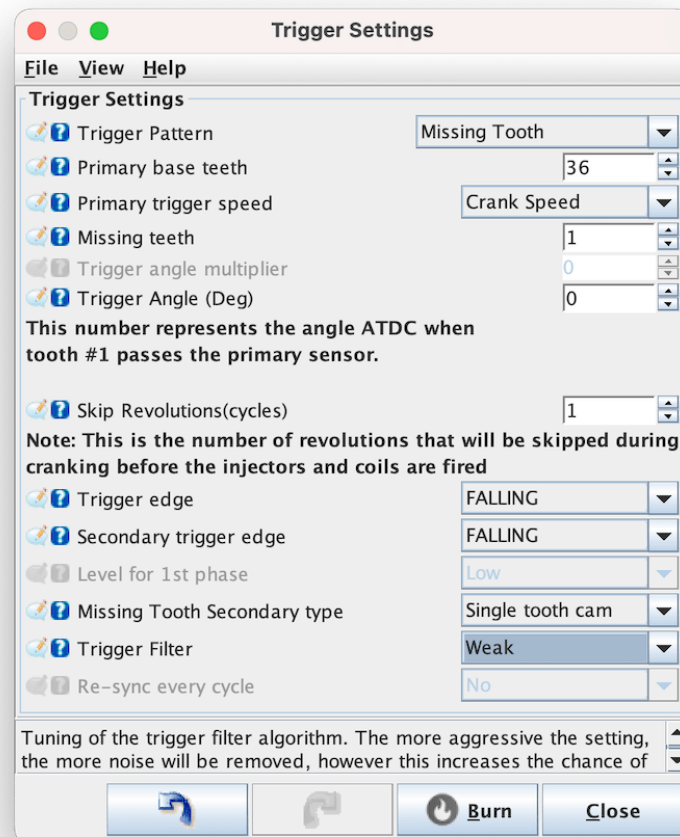 Trigger Settings
File View Help
Trigger Settings
Trigger Pattern Missing Tooth
Primary base teeth 36
Primary trigger speed Crank Speed
Missing teeth 1
Trigger angle multiplier 0
Trigger Angle (Deg) 0
This number represents the angle ATDC when
tooth #1 passes the primary sensor.
Skip Revolutions(cycles) 1
Note: This is the number of revolutions that will be skipped during
cranking before the injectors and coils are fired
Trigger edge FALLING
Secondary trigger edge FALLING
Level for 1st phase Low
Missing Tooth Secondary type Single tooth cam
Trigger Filter Weak
Re-sync every cycle No
Tuning of the trigger filter algorithm. The more aggressive the setting,
the more noise will be removed, however this increases the chance of
Burn Close